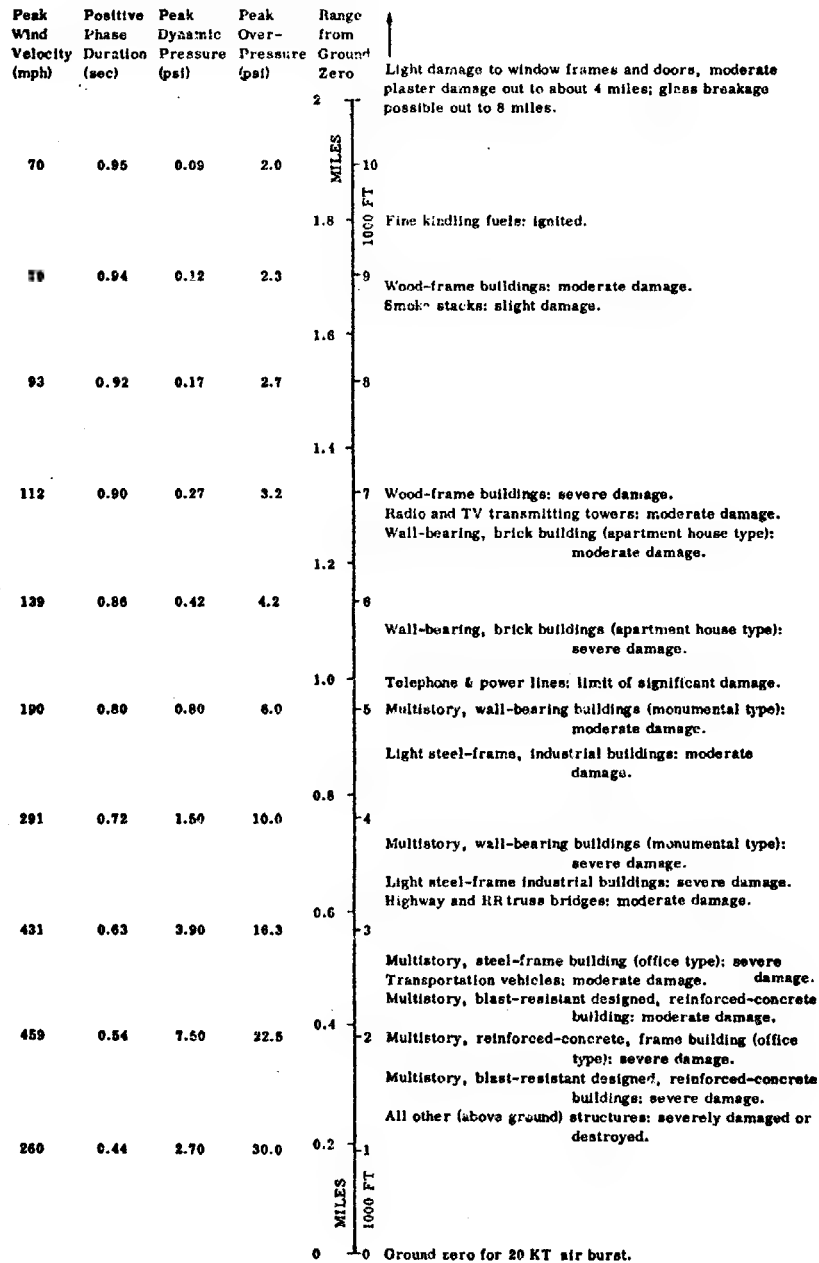 Peak Positive Peak Peak Range
Wind Phase Dynamic Over- from
Velocity Duration Pressure Pressure Ground
(mph) (sec) (psi) (psi) Zero
Light damage to window frames and doors, moderate
plaster damage out to about 4 miles; glass breakage
possible out to 8 miles.
2
MILES
70 0.95 0.09 2.0 10
1000 FT
1.8 Fine kindling fuels: ignited.
0.94 0.12 2.3 9
Wood-frame buildings: moderate damage.
Smoke stacks: slight damage.
1.6
93 0.92 0.17 2.7 8
1.4
112 0.90 0.27 3.2 7 Wood-frame buildings: severe damage.
Radio and TV transmitting towers: moderate damage.
Wall-bearing, brick building (apartment house type):
moderate damage.
1.2
139 0.86 0.42 4.2 6
Wall-bearing, brick buildings (apartment house type):
severe damage.
1.0 Telephone & power lines: limit of significant damage.
190 0.80 0.80 6.0 5 Multistory, wall-bearing buildings (monumental type):
moderate damage.
Light steel-frame, industrial buildings: moderate
damage.
0.8
291 0.72 1.50 10.0 4
Multistory, wall-bearing buildings (monumental type):
severe damage.
Light steel-frame industrial buildings: severe damage.
0.6 Highway and RR truss bridges: moderate damage.
431 0.63 3.90 16.3 3
Multistory, steel-frame building (office type): severe
Transportation vehicles: moderate damage. damage.
Multistory, blast-resistant designed, reinforced-concrete
building: moderate damage.
0.4
459 0.54 7.50 22.5 2 Multistory, reinforced-concrete, frame building (office
type): severe damage.
Multistory, blast-resistant designed, reinforced-concrete
buildings: severe damage.
All other (above ground) structures: severely damaged or
destroyed.
260 0.44 2.70 30.0 0.2 1
MILES
1000 FT
0 0 Ground zero for 20 KT air burst.